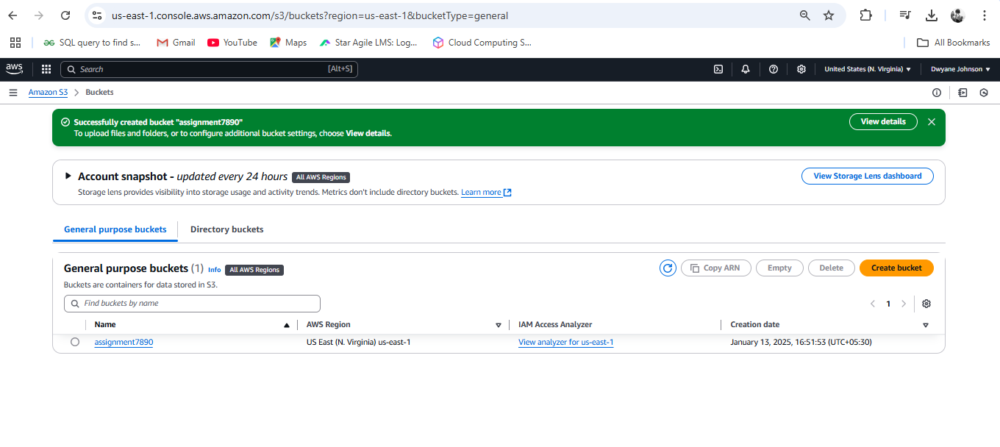 us-east-1.console.aws.amazon.com/s3/buckets?region=us-east-1&bucketType=general
SQL query to find s... Gmail YouTube Maps Star Agile LMS: Log... Cloud Computing S... All Bookmarks
aws Search [Alt+S] United States (N. Virginia) Dwyane Johnson
Amazon S3 Buckets
Successfully created bucket "assignment7890" View details
To upload files and folders, or to configure additional bucket settings, choose View details.
Account snapshot - updated every 24 hours All AWS Regions View Storage Lens dashboard
Storage lens provides visibility into storage usage and activity trends. Metrics don't include directory buckets. Learn more
General purpose buckets Directory buckets
General purpose buckets (1) Info All AWS Regions Copy ARN Empty Delete Create bucket
Buckets are containers for data stored in S3.
Find buckets by name 1
Name AWS Region IAM Access Analyzer Creation date
assignment7890 US East (N. Virginia) us-east-1 View analyzer for us-east-1 January 13, 2025, 16:51:53 (UTC+05:30)